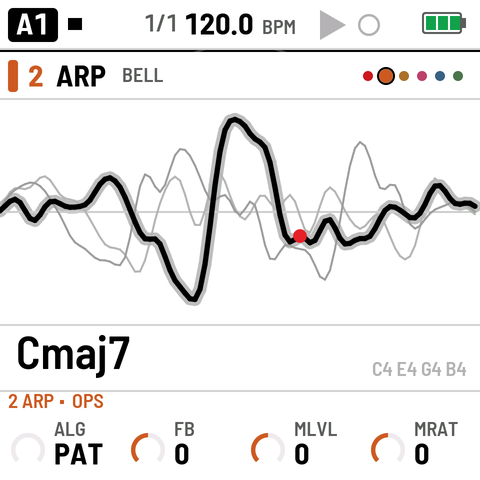 A1 1/1 120.0 BPM
2 ARP BELL
Cmaj7
C4 E4 G4 B4
2 ARP • OPS
ALG FB MLVL MRAT
PAT 0 0 0